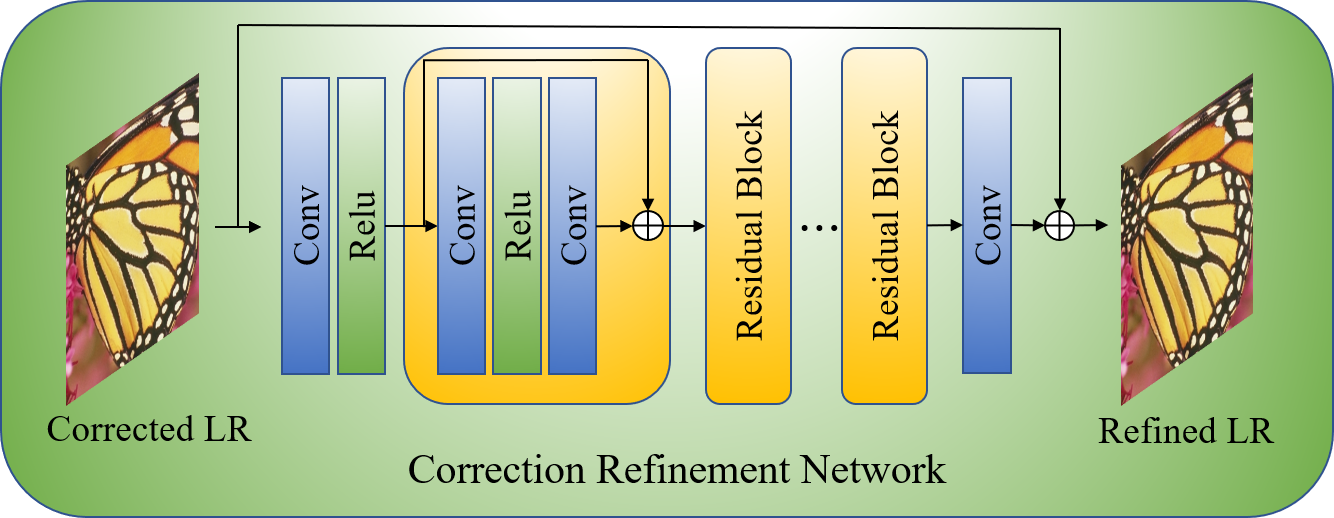 Conv
Relu
Conv
Relu
Conv
Residual Block
...
Residual Block
Conv
Corrected LR
Refined LR
Correction Refinement Network